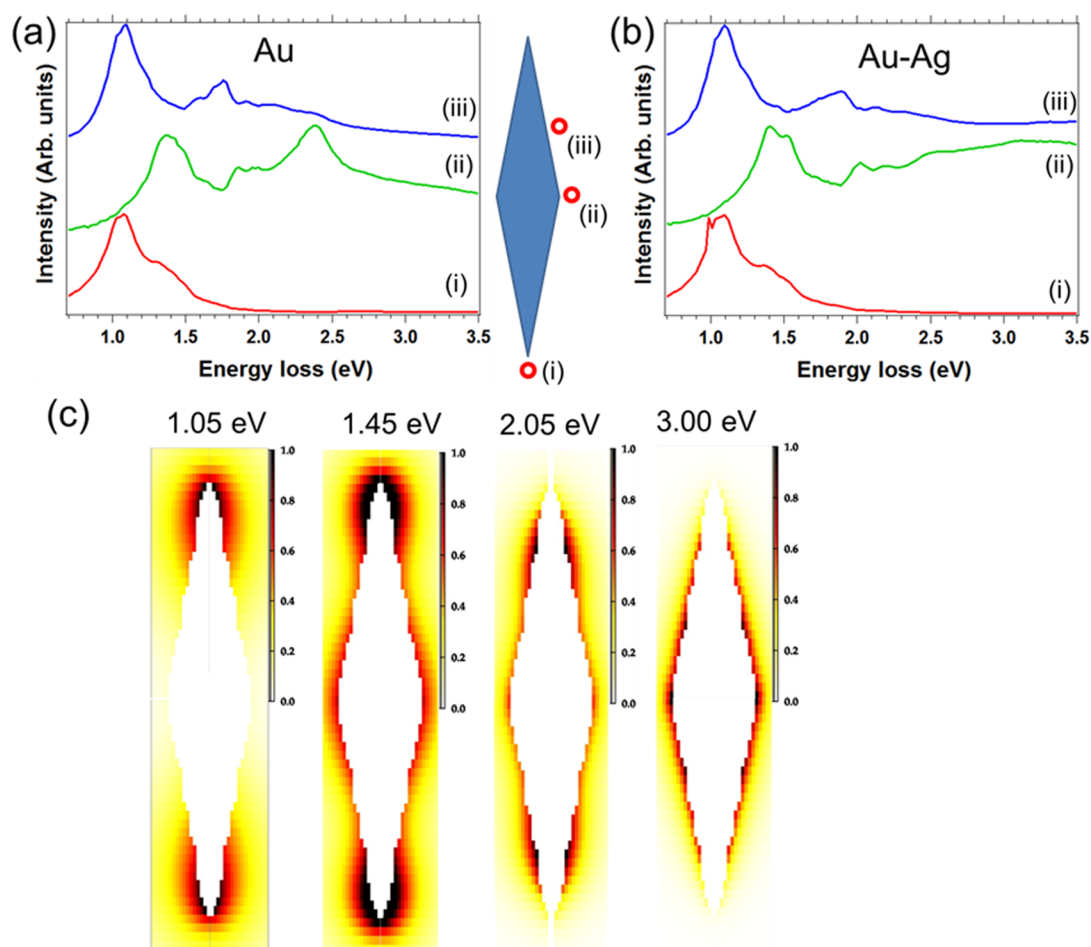 (a)
Au
Intensity (Arb. units)
(iii)
(ii)
(i)
1.0 1.5 2.0 2.5 3.0 3.5
Energy loss (eV)
(iii)
(ii)
(i)
(b)
Au-Ag
Intensity (Arb. units)
(iii)
(ii)
(i)
1.0 1.5 2.0 2.5 3.0 3.5
Energy loss (eV)
(c)
1.05 eV
1.0
0.8
0.6
0.4
0.2
0.0
1.45 eV
1.0
0.8
0.6
0.4
0.2
0.0
2.05 eV
1.0
0.8
0.6
0.4
0.2
0.0
3.00 eV
1.0
0.8
0.6
0.4
0.2
0.0